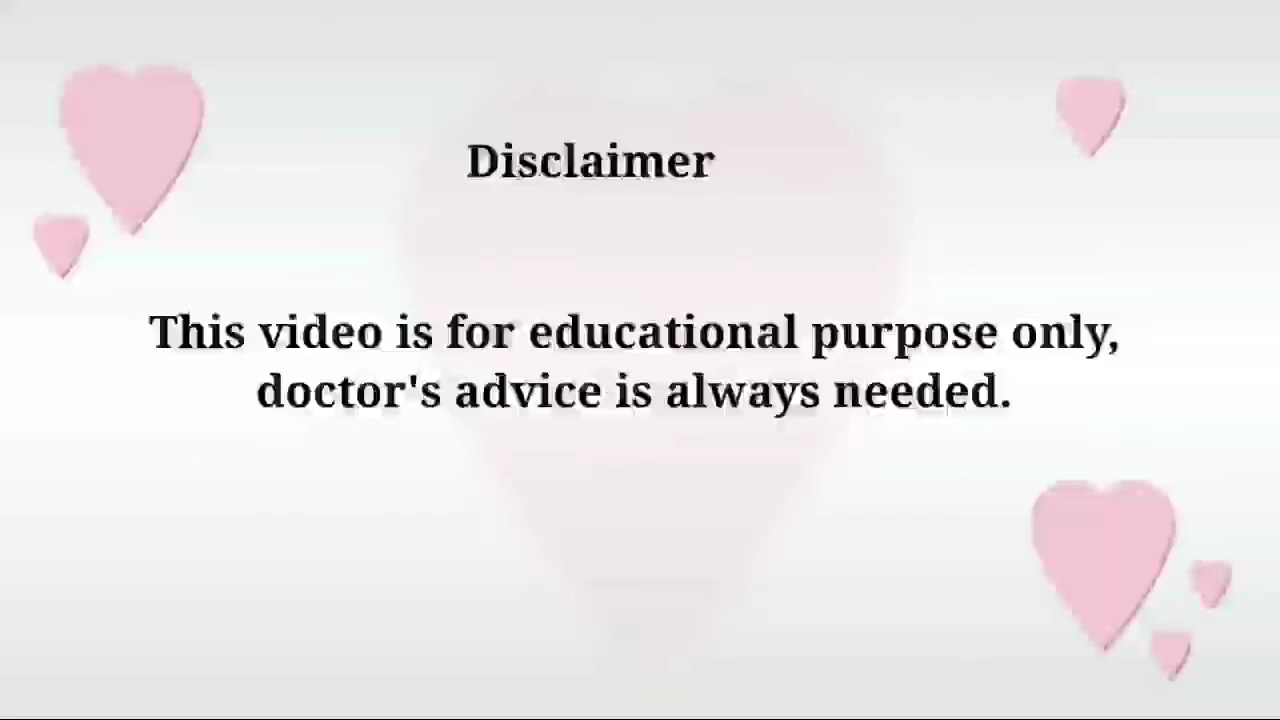 Disclaimer
This video is for educational purpose only,
doctor's advice is always needed.